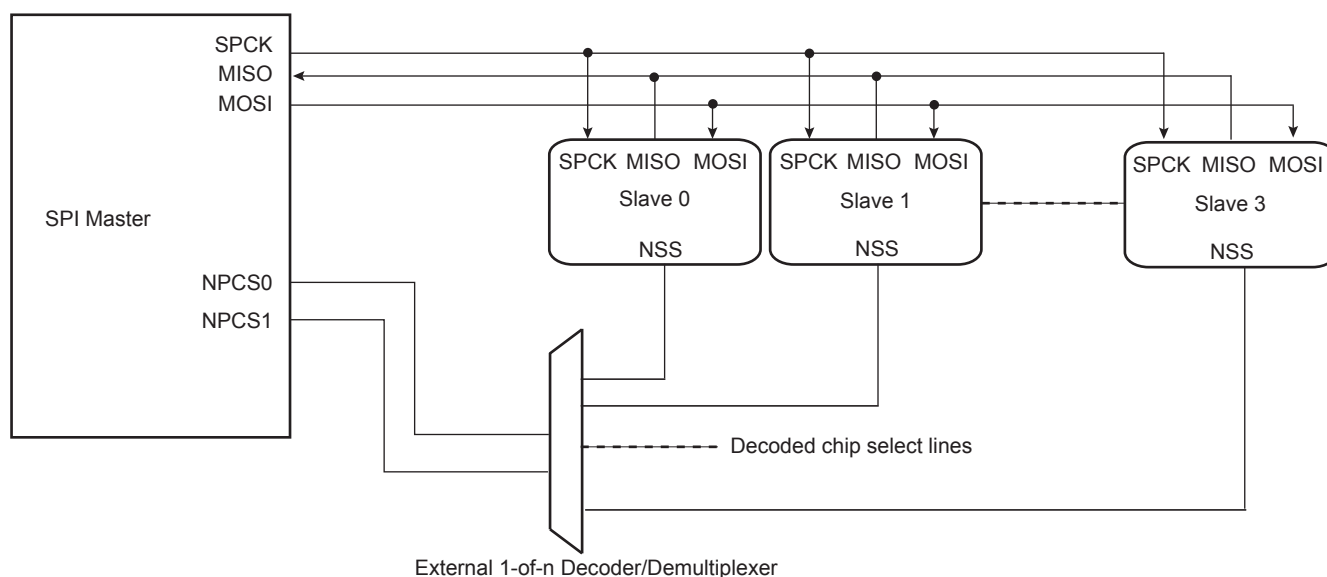 SPCK
MISO
MOSI
SPI Master
NPCS0
NPCS1
SPCK MISO MOSI
Slave 0
NSS
SPCK MISO MOSI
Slave 1
NSS
SPCK MISO MOSI
Slave 3
NSS
Decoded chip select lines
External 1-of-n Decoder/Demultiplexer